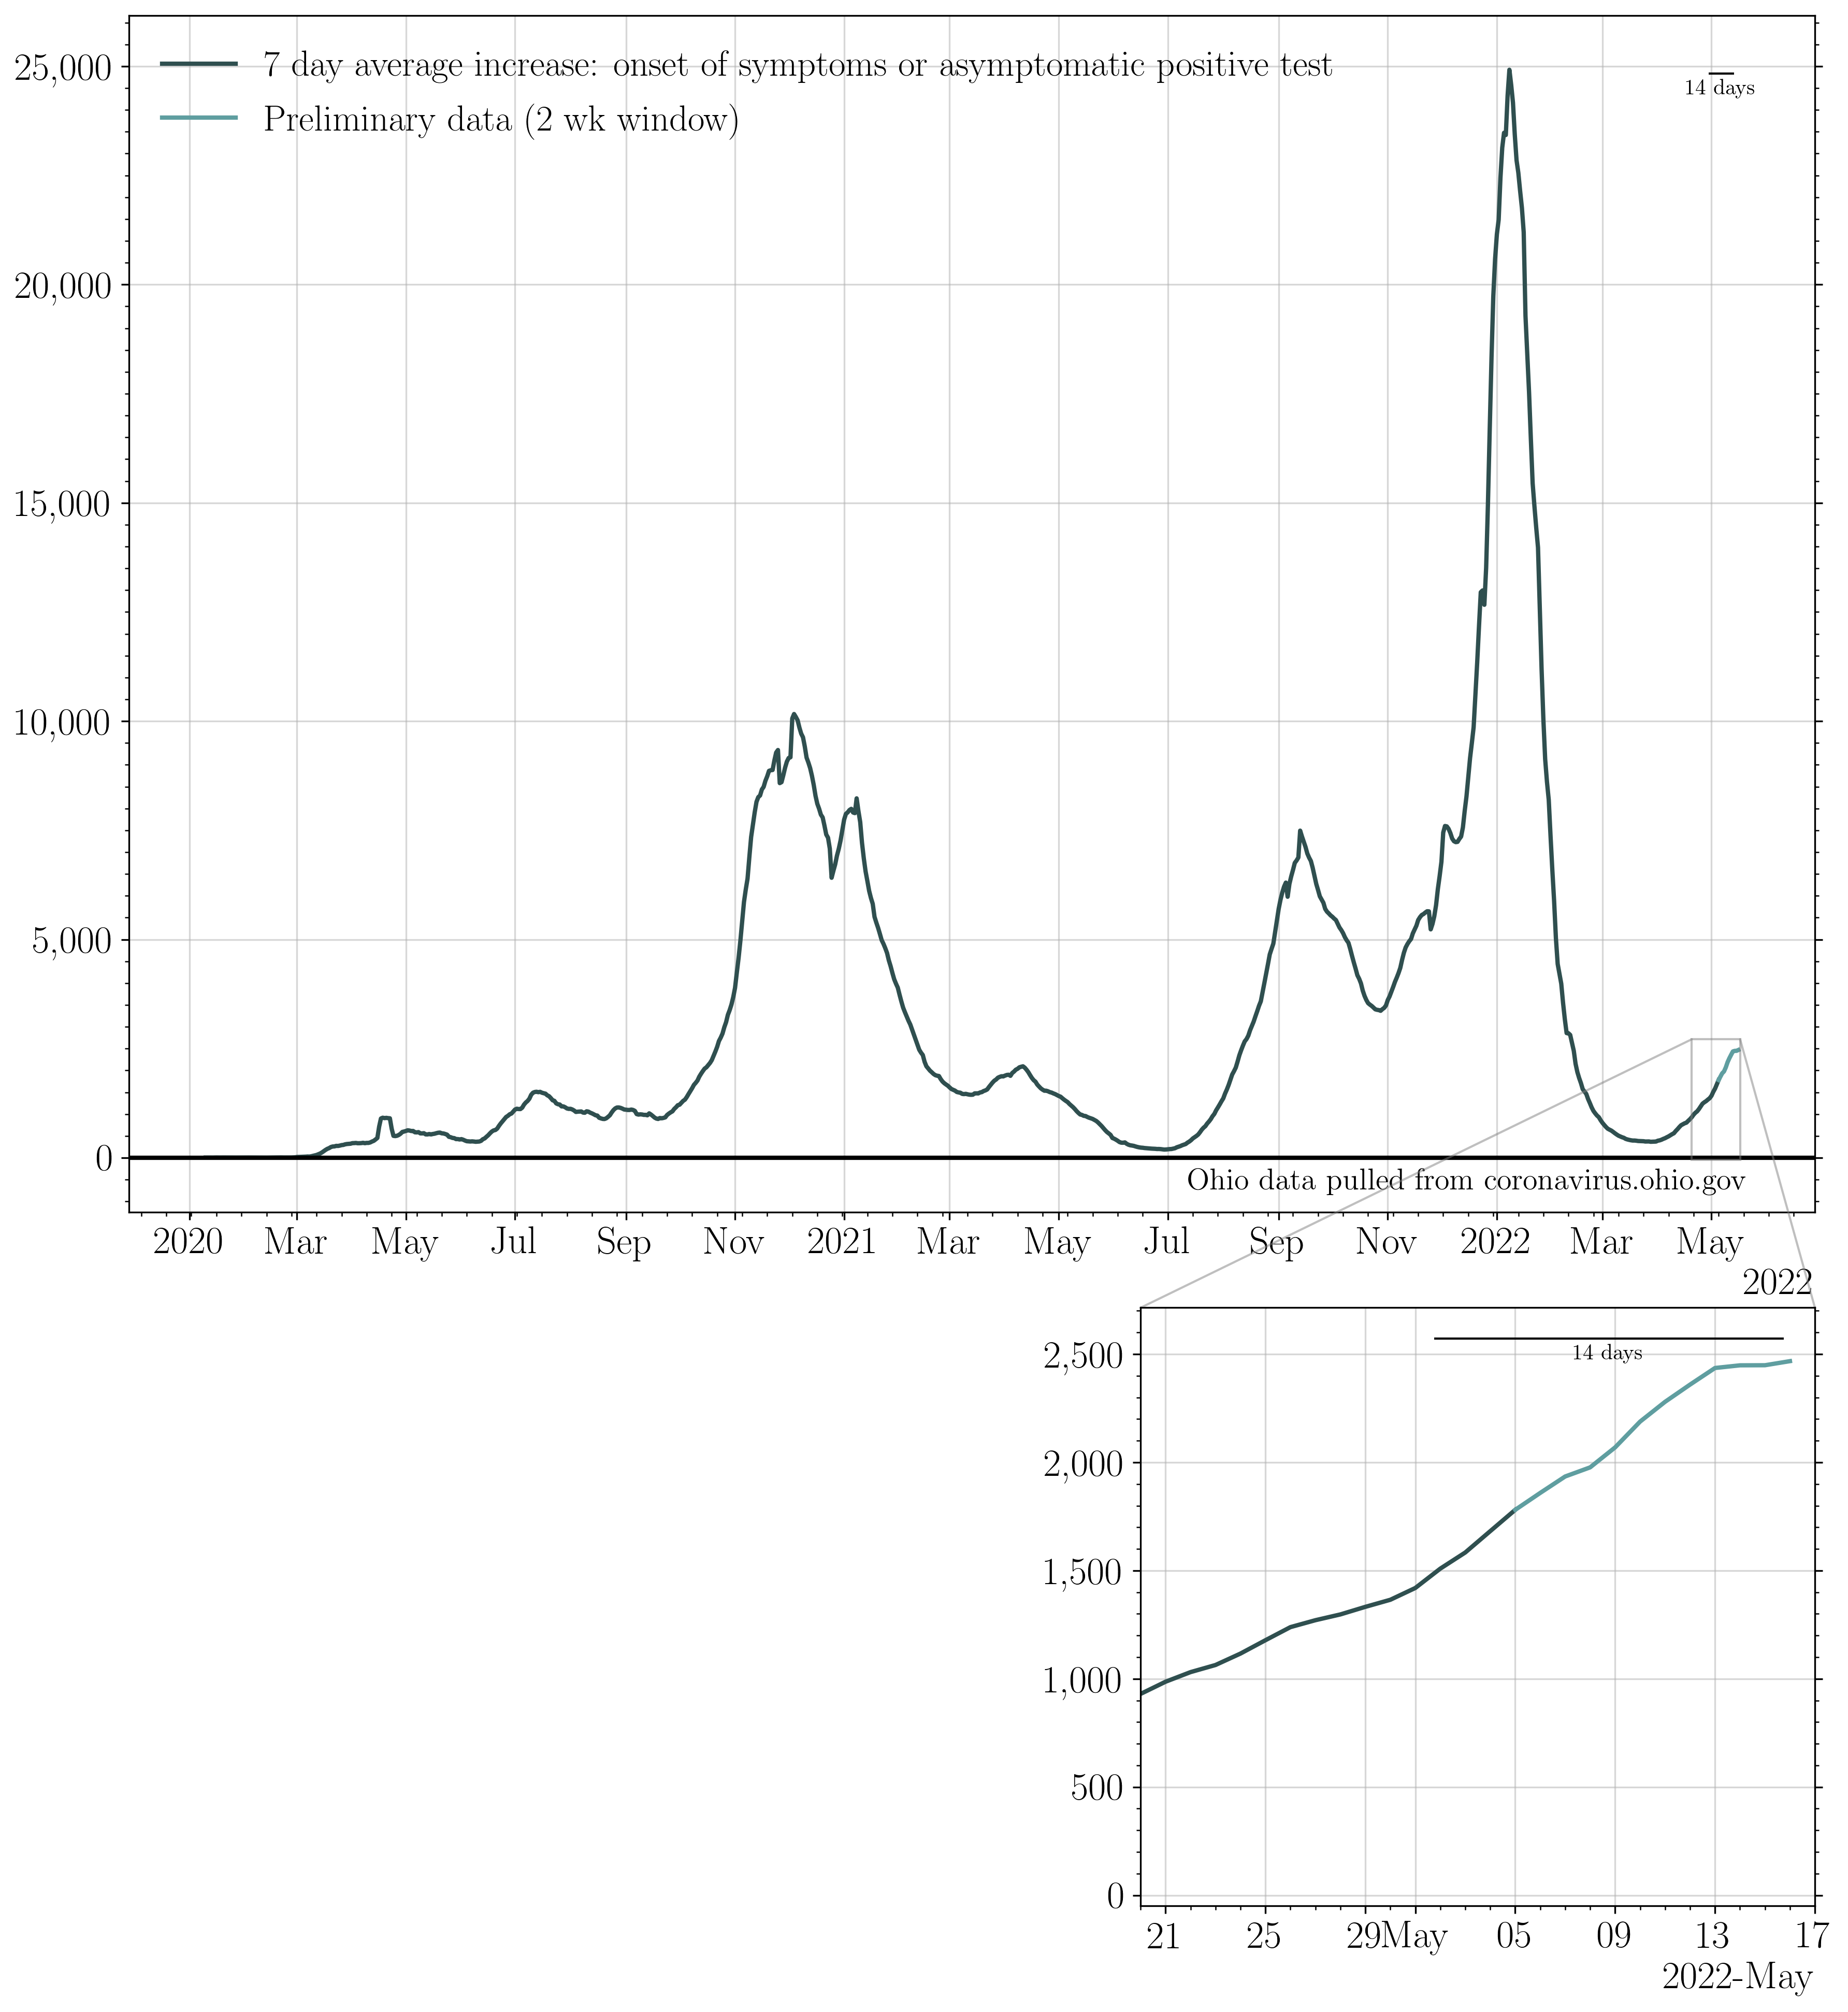 7 day average increase: onset of symptoms or asymptomatic positive test
Preliminary data (2 wk window)
14 days
25,000
20,000
15,000
10,000
5,000
0
Ohio data pulled from coronavirus.ohio.gov
2020 Mar May Jul Sep Nov 2021 Mar May Jul Sep Nov 2022 Mar May
2022
14 days
2,500
2,000
1,500
1,000
500
0
21 25 29 May 05 09 13 17
2022-May